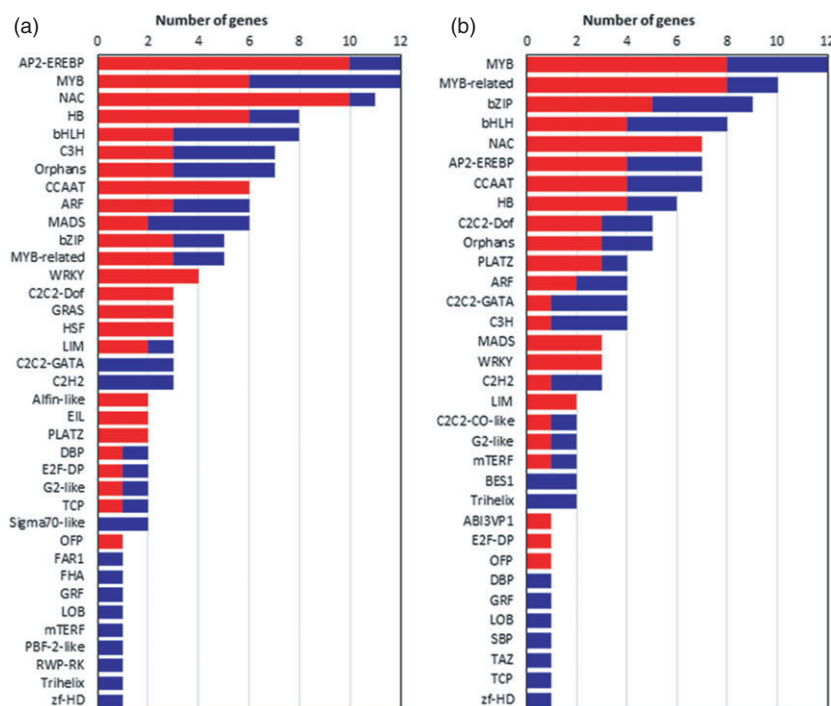 (a)
Number of genes
0 2 4 6 8 10 12
AP2-EREBP
MYB
NAC
HB
bHLH
C3H
Orphans
CCAAT
ARF
MADS
bZIP
MYB-related
WRKY
C2C2-Dof
GRAS
HSF
LIM
C2C2-GATA
C2H2
Alfin-like
EIL
PLATZ
DBP
E2F-DP
G2-like
TCP
Sigma70-like
OFP
FAR1
FHA
GRF
LOB
mTERF
PBF-2-like
RWP-RK
Trihelix
zf-HD
(b)
Number of genes
0 2 4 6 8 10 12
MYB
MYB-related
bZIP
bHLH
NAC
AP2-EREBP
CCAAT
HB
C2C2-Dof
Orphans
PLATZ
ARF
C2C2-GATA
C3H
MADS
WRKY
C2H2
LIM
C2C2-CO-like
G2-like
mTERF
BES1
Trihelix
ABI3VP1
E2F-DP
OFP
DBP
GRF
LOB
SBP
TAZ
TCP
zf-HD